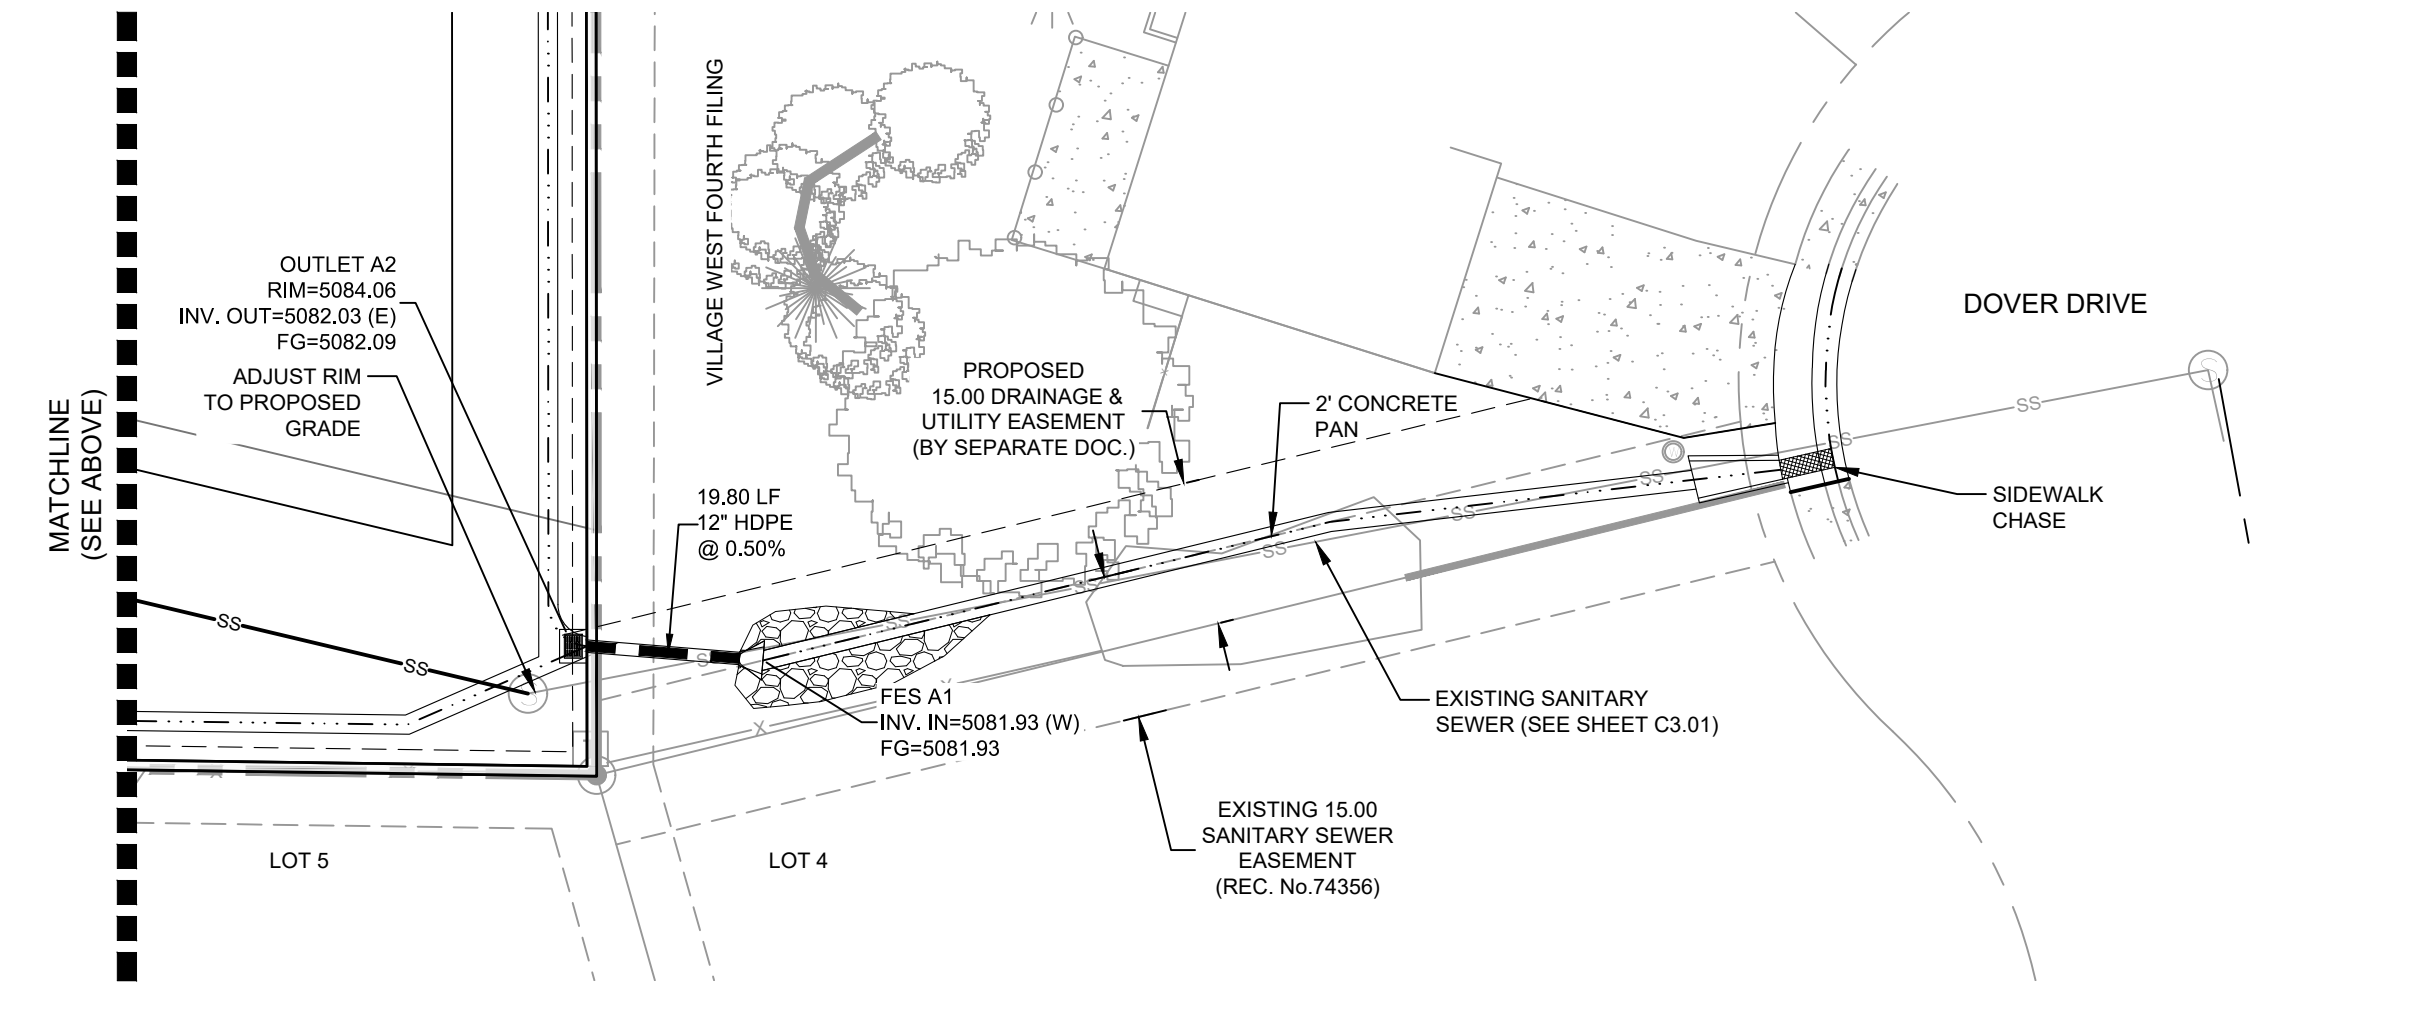 OUTLET A2
RIM=5084.06
INV. OUT=5082.03 (E)
FG=5082.09
ADJUST RIM
TO PROPOSED
GRADE
MATCHLINE
(SEE ABOVE)
VILLAGE WEST FOURTH FILING
PROPOSED
15.00 DRAINAGE &
UTILITY EASEMENT
(BY SEPARATE DOC.)
2' CONCRETE
PAN
DOVER DRIVE
19.80 LF
12" HDPE
@ 0.50%
SIDEWALK
CHASE
FES A1
INV. IN=5081.93 (W)
FG=5081.93
EXISTING SANITARY
SEWER (SEE SHEET C3.01)
EXISTING 15.00
SANITARY SEWER
EASEMENT
(REC. No.74356)
LOT 5
LOT 4
SS
SS
SS
SS
SS
SS
SS
SS
SS
S
S
W
X
X